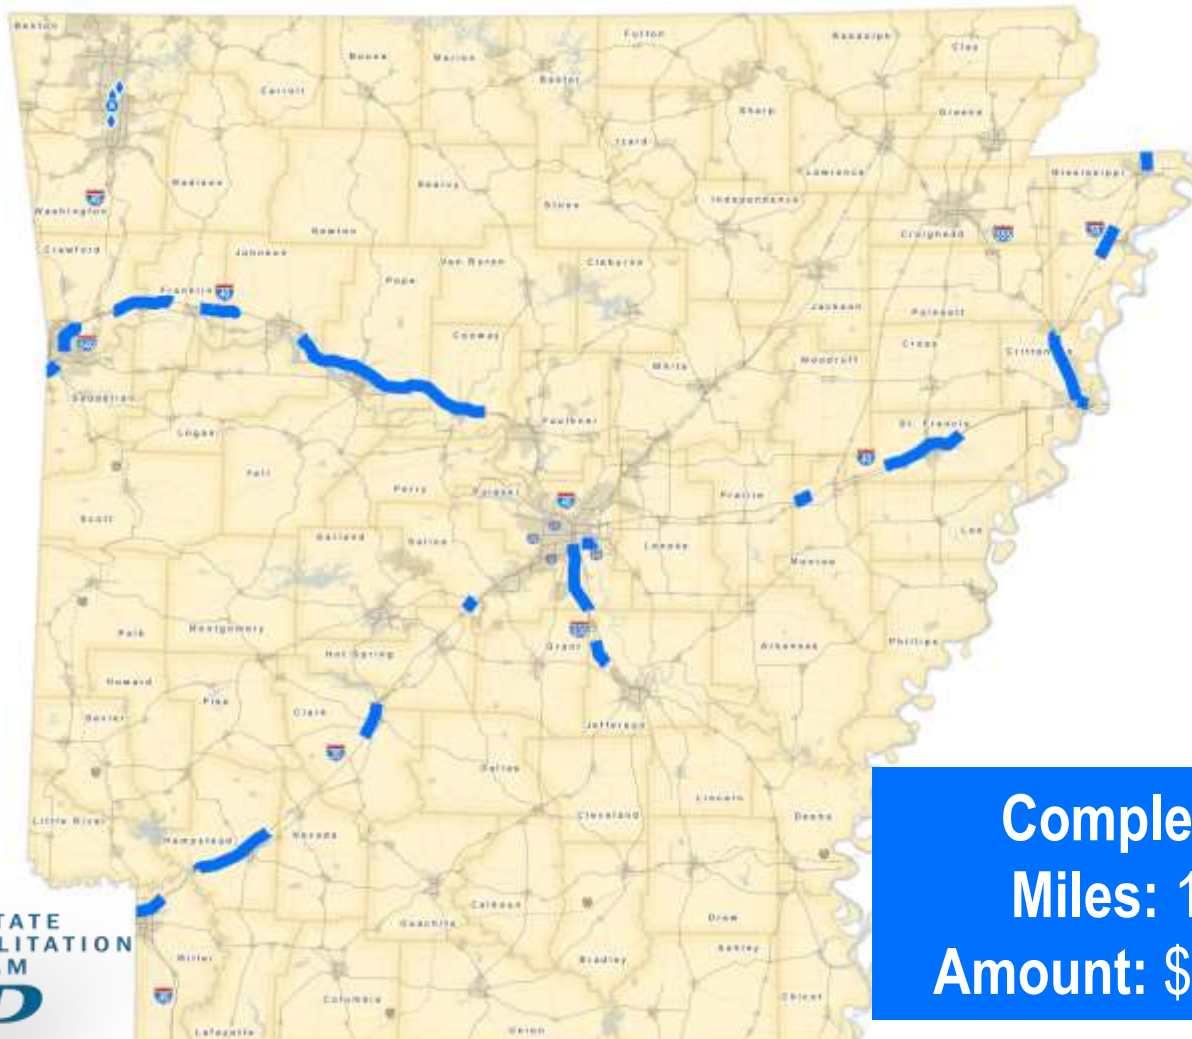 Benton
Carroll
Boone
Marion
Baxter
Fulton
Randolph
Clay
Sharp
Greene
Izard
Lawrence
Mississippi
Madison
Searcy
Stone
Independence
Washington
Newton
Craighead
Crawford
Johnson
Van Buren
Cleburne
Franklin
40
Pope
Jackson
Poinsett
Conway
Cross
Crittenden
White
Woodruff
Sebastian
Logan
Faulkner
St. Francis
Yell
Perry
Pulaski
Prairie
Scott
Garland
Saline
Lonoke
Lee
Monroe
Polk
Montgomery
Hot Spring
Grant
Arkansas
Phillips
Howard
Pike
Clark
Sevier
Jefferson
Dallas
Lincoln
Cleveland
Desha
Little River
Hempstead
Nevada
Calhoun
Ouachita
Drew
Ashley
Bradley
Miller
Columbia
Chicot
Union
Lafayette
Comple
Miles: 1
Amount: $
TATE
LITATION
M
D